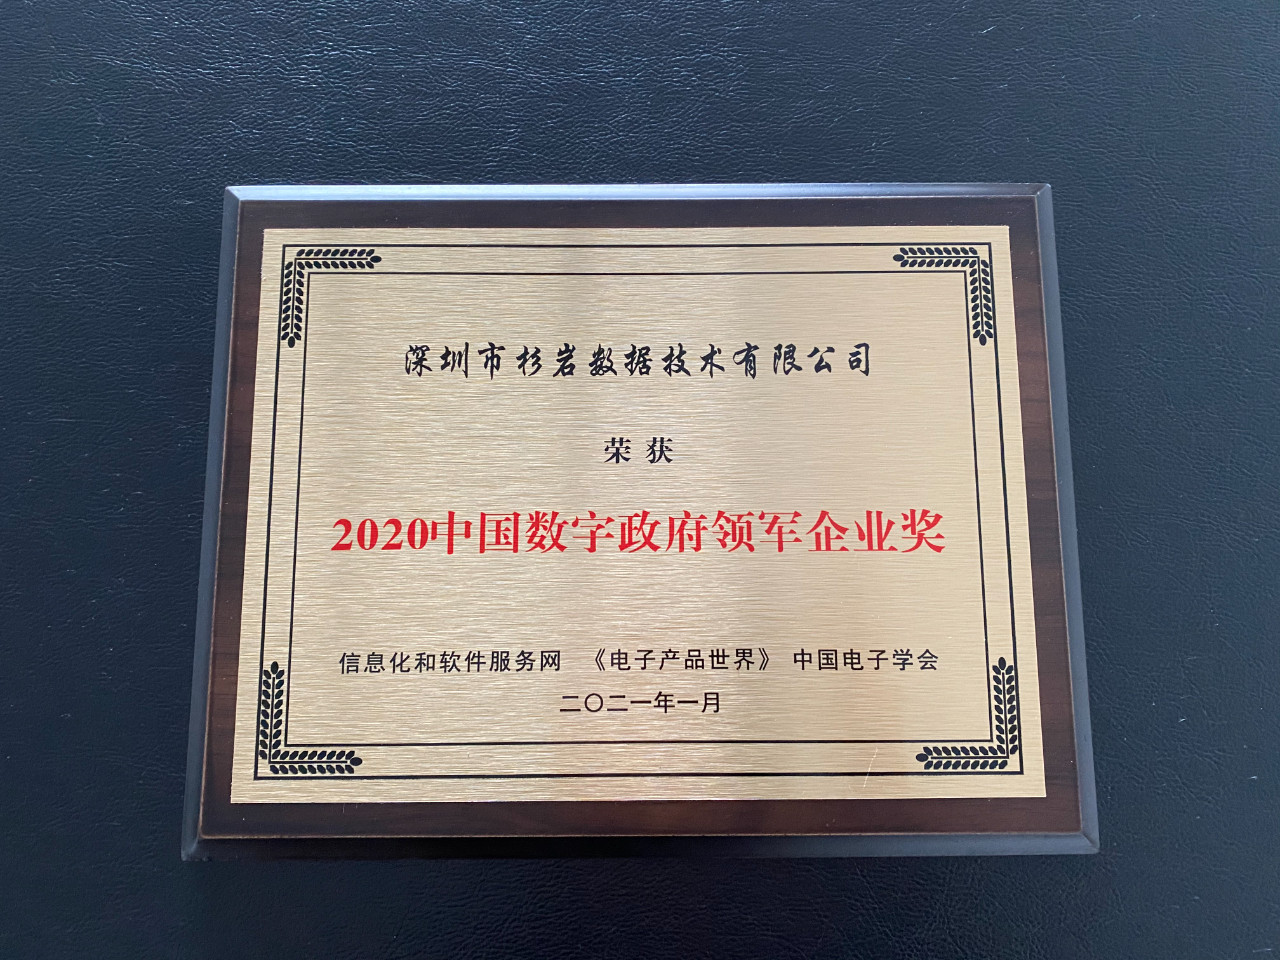 深圳市杉岩数据技术有限公司
荣获
2020中国数字政府领军企业奖
信息化和软件服务网 《电子产品世界》 中国电子学会
二〇二一年一月